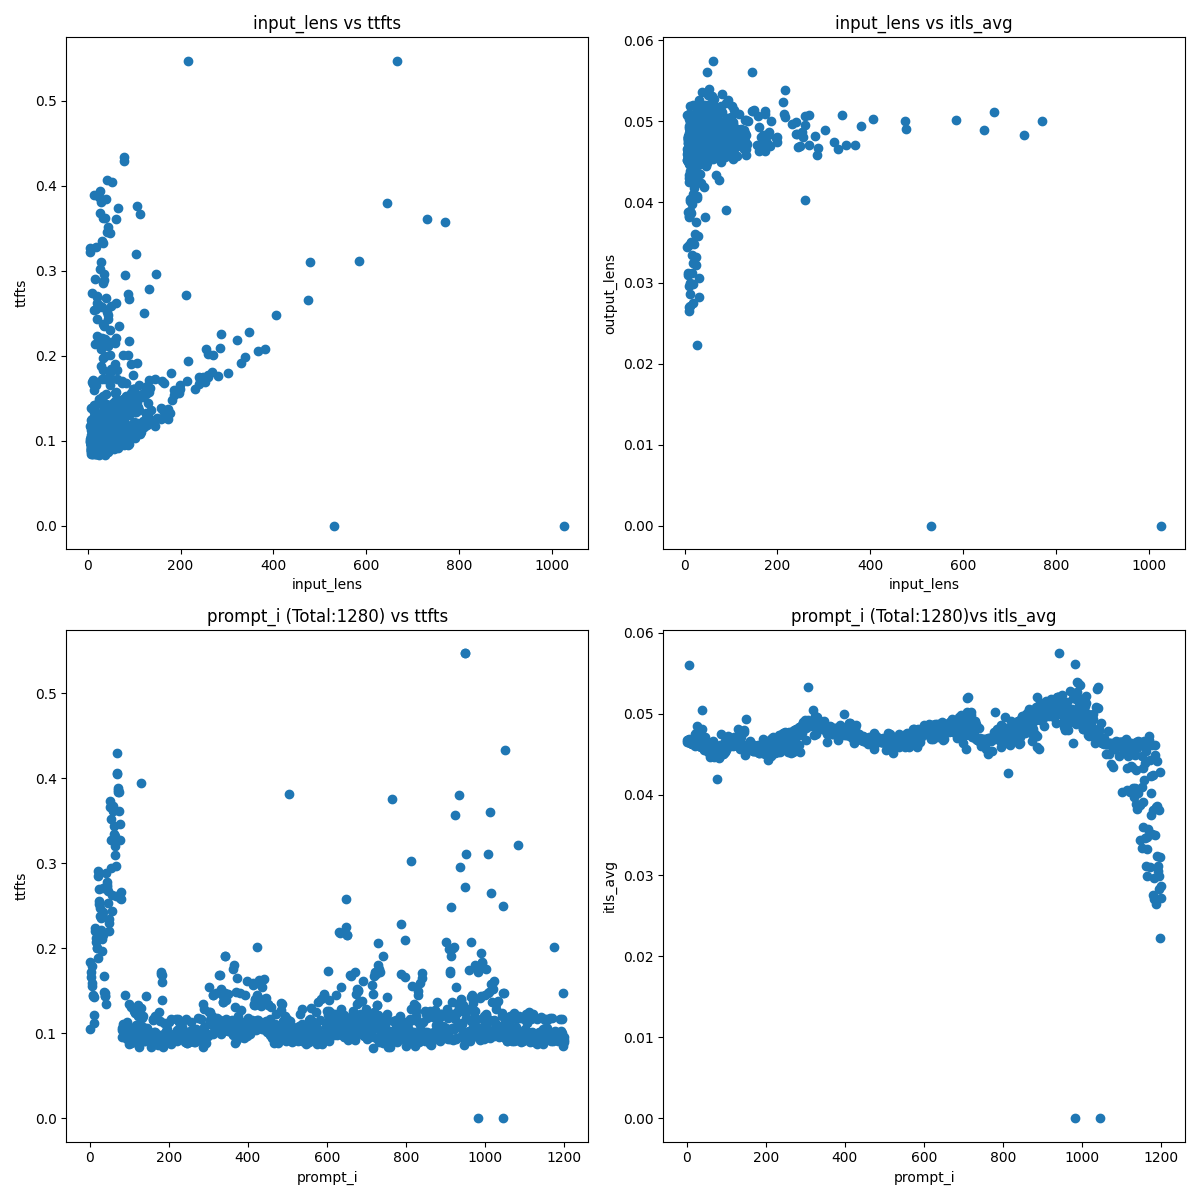 input_lens vs ttfts
0.5
0.4
0.3
0.2
0.1
0.0
ttfts
0 200 400 600 800 1000
input_lens
input_lens vs itls_avg
0.06
0.05
0.04
0.03
0.02
0.01
0.00
output_lens
0 200 400 600 800 1000
input_lens
prompt_i (Total:1280) vs ttfts
0.5
0.4
0.3
0.2
0.1
0.0
ttfts
0 200 400 600 800 1000 1200
prompt_i
prompt_i (Total:1280)vs itls_avg
0.06
0.05
0.04
0.03
0.02
0.01
0.00
itls_avg
0 200 400 600 800 1000 1200
prompt_i